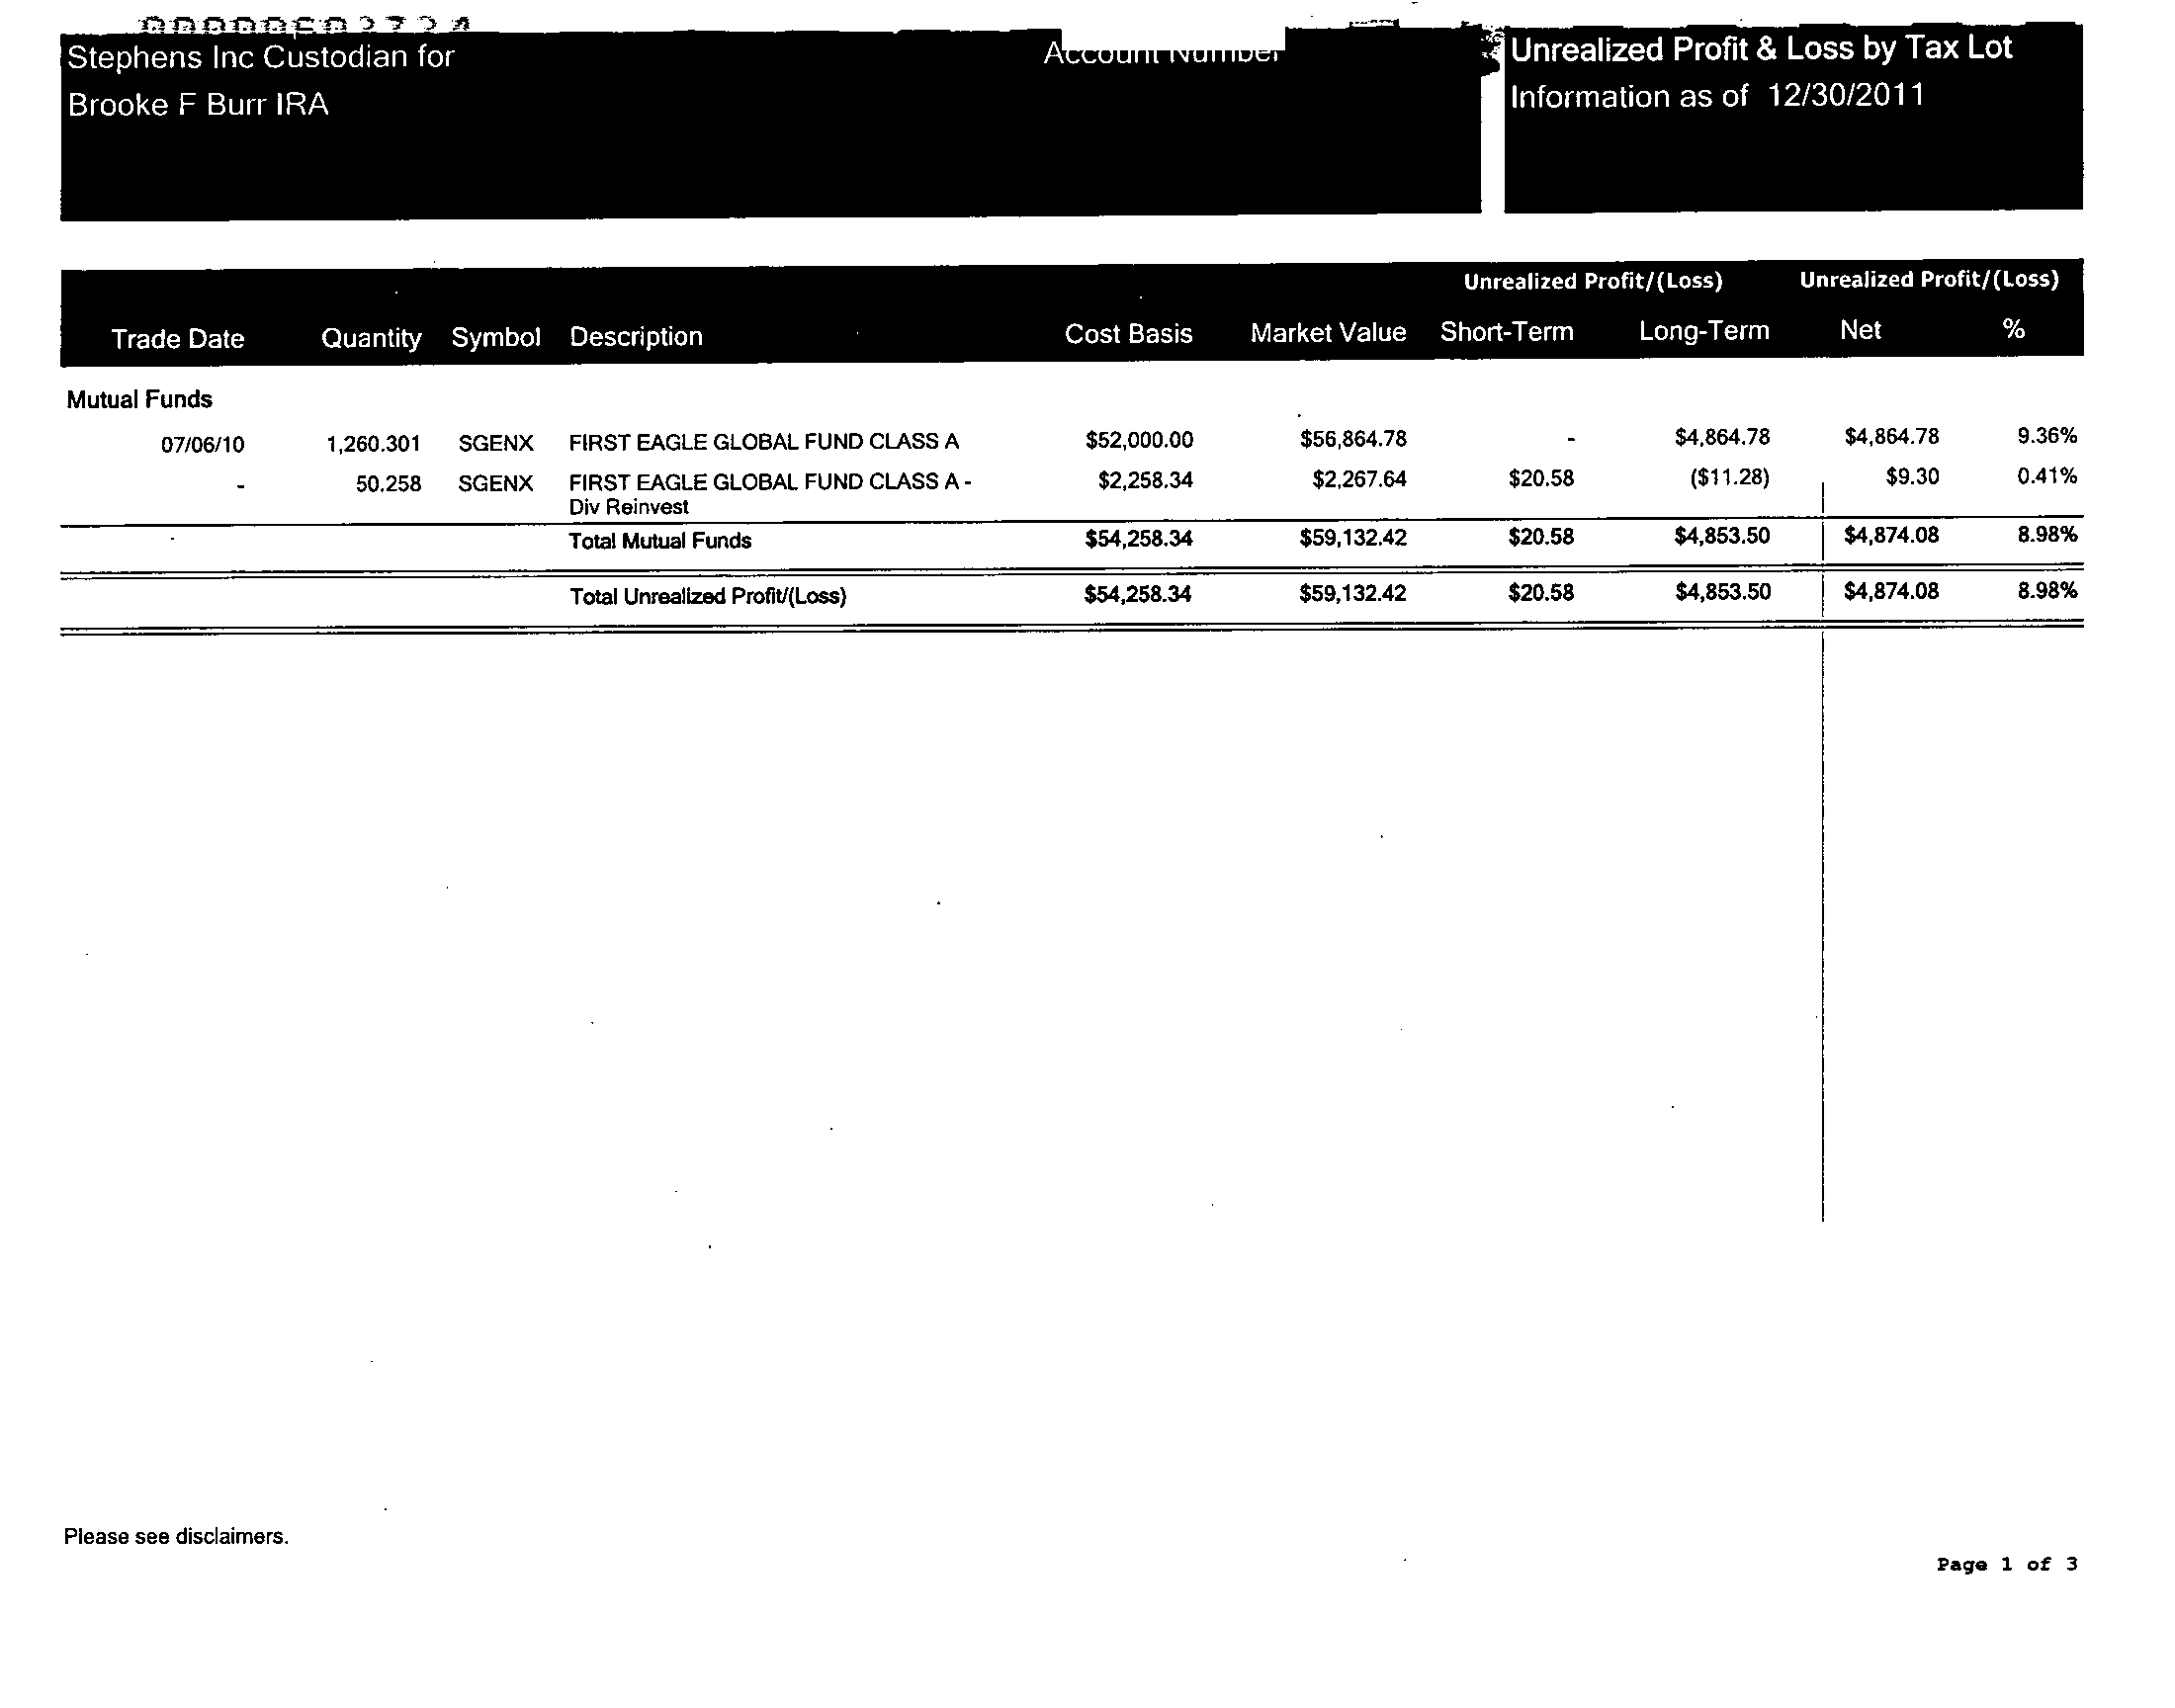 Stephens Inc Custodian for
Brooke F Burr IRA
Account Number
Unrealized Profit & Loss by Tax Lot
Information as of 12/30/2011
Unrealized Profit/(Loss) Unrealized Profit/(Loss)
Trade Date Quantity Symbol Description Cost Basis Market Value Short-Term Long-Term Net %
Mutual Funds
07/06/10 1,260.301 SGENX FIRST EAGLE GLOBAL FUND CLASS A $52,000.00 $56,864.78 - $4,864.78 $4,864.78 9.36%
- 50.258 SGENX FIRST EAGLE GLOBAL FUND CLASS A - $2,258.34 $2,267.64 $20.58 ($11.28) $9.30 0.41%
Div Reinvest
Total Mutual Funds $54,258.34 $59,132.42 $20.58 $4,853.50 $4,874.08 8.98%
Total Unrealized Profit/(Loss) $54,258.34 $59,132.42 $20.58 $4,853.50 $4,874.08 8.98%
Please see disclaimers.
Page 1 of 3